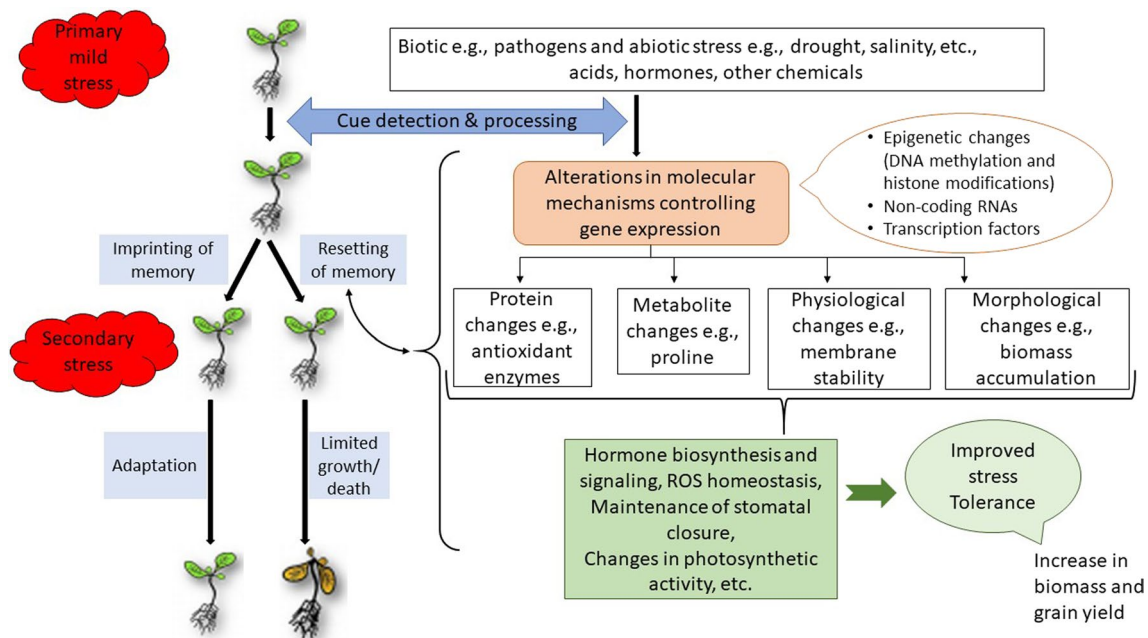 Primary
mild
stress
Biotic e.g., pathogens and abiotic stress e.g., drought, salinity, etc.,
acids, hormones, other chemicals
Cue detection & processing
• Epigenetic changes
(DNA methylation and
histone modifications)
• Non-coding RNAs
• Transcription factors
Alterations in molecular
mechanisms controlling
gene expression
Imprinting of
memory
Resetting
of memory
Protein
changes e.g.,
antioxidant
enzymes
Metabolite
changes e.g.,
proline
Physiological
changes e.g.,
membrane
stability
Morphological
changes e.g.,
biomass
accumulation
Secondary
stress
Adaptation
Limited
growth/
death
Hormone biosynthesis and
signaling, ROS homeostasis,
Maintenance of stomatal
closure,
Changes in photosynthetic
activity, etc.
Improved
stress
Tolerance
Increase in
biomass and
grain yield